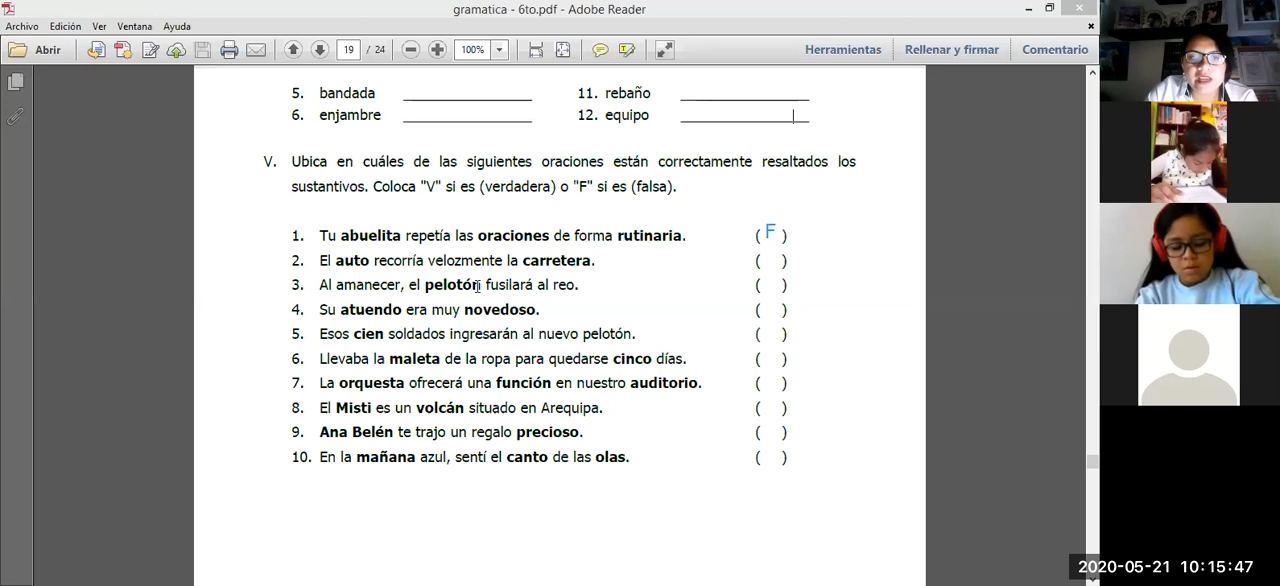 gramatica - 6to.pdf - Adobe Reader
Archivo Edición Ver Ventana Ayuda
Abrir 19 / 24 100% Herramientas Rellenar y firmar Comentario
5. bandada ____________ 11. rebaño ____________
6. enjambre ____________ 12. equipo ____________
V. Ubica en cuáles de las siguientes oraciones están correctamente resaltados los
sustantivos. Coloca "V" si es (verdadera) o "F" si es (falsa).
1. Tu abuelita repetía las oraciones de forma rutinaria. ( F )
2. El auto recorría velozmente la carretera. ( )
3. Al amanecer, el pelotón fusilará al reo. ( )
4. Su atuendo era muy novedoso. ( )
5. Esos cien soldados ingresarán al nuevo pelotón. ( )
6. Llevaba la maleta de la ropa para quedarse cinco días. ( )
7. La orquesta ofrecerá una función en nuestro auditorio. ( )
8. El Misti es un volcán situado en Arequipa. ( )
9. Ana Belén te trajo un regalo precioso. ( )
10. En la mañana azul, sentí el canto de las olas. ( )
2020-05-21 10:15:47